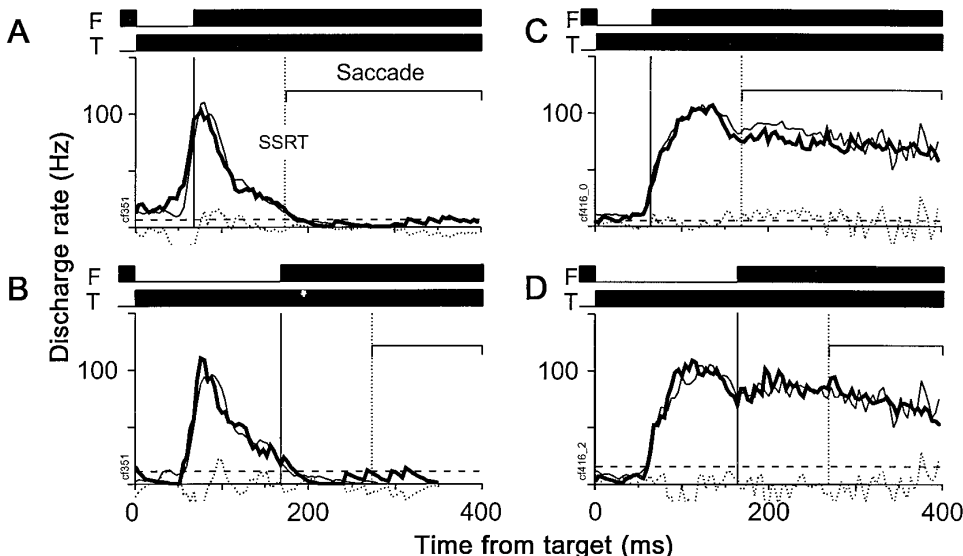 A
F
T
100
SSRT
Saccade
cf351
B
F
T
100
cf351
0
200
400
C
F
T
100
cf416_0
D
F
T
100
cf416_2
0
200
400
Discharge rate (Hz)
Time from target (ms)